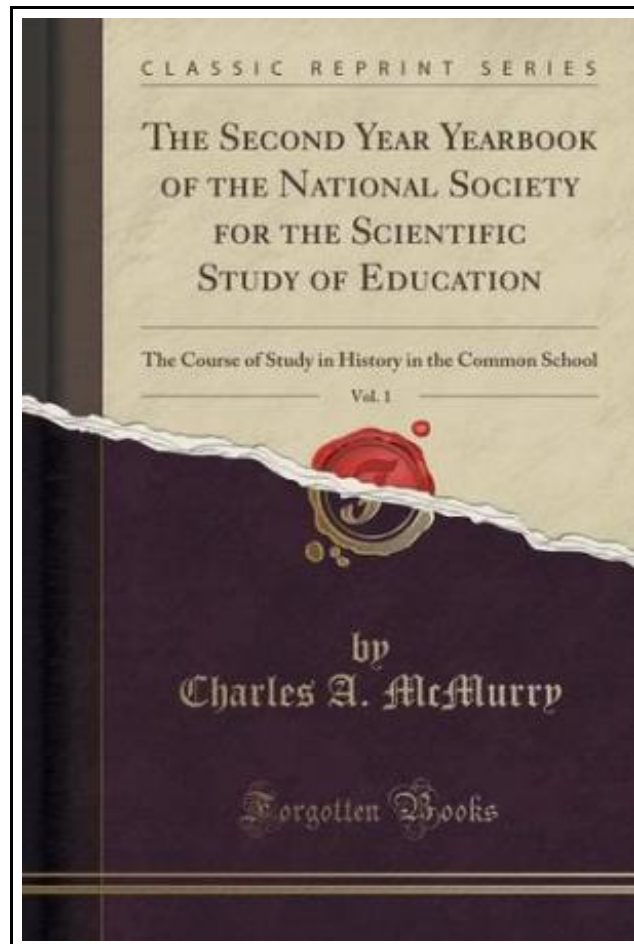 CLASSIC REPRINT SERIES
THE SECOND YEAR YEARBOOK
OF THE NATIONAL SOCIETY
FOR THE SCIENTIFIC
STUDY OF EDUCATION
The Course of Study in History in the Common School
Vol. 1
by
Charles A. McMurry
Forgotten Books